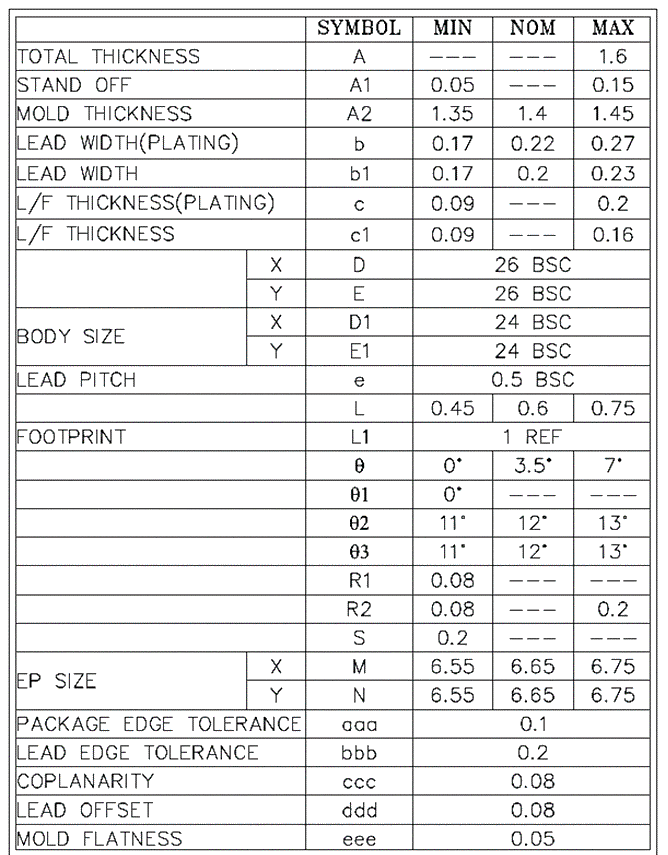 SYMBOL MIN NOM MAX
TOTAL THICKNESS A --- --- 1.6
STAND OFF A1 0.05 --- 0.15
MOLD THICKNESS A2 1.35 1.4 1.45
LEAD WIDTH(PLATING) b 0.17 0.22 0.27
LEAD WIDTH b1 0.17 0.2 0.23
L/F THICKNESS(PLATING) c 0.09 --- 0.2
L/F THICKNESS c1 0.09 --- 0.16
X D 26 BSC
Y E 26 BSC
BODY SIZE X D1 24 BSC
Y E1 24 BSC
LEAD PITCH e 0.5 BSC
L 0.45 0.6 0.75
FOOTPRINT L1 1 REF
θ 0° 3.5° 7°
θ1 0° --- ---
θ2 11° 12° 13°
θ3 11° 12° 13°
R1 0.08 --- ---
R2 0.08 --- 0.2
S 0.2 --- ---
EP SIZE X M 6.55 6.65 6.75
Y N 6.55 6.65 6.75
PACKAGE EDGE TOLERANCE aaa 0.1
LEAD EDGE TOLERANCE bbb 0.2
COPLANARITY ccc 0.08
LEAD OFFSET ddd 0.08
MOLD FLATNESS eee 0.05